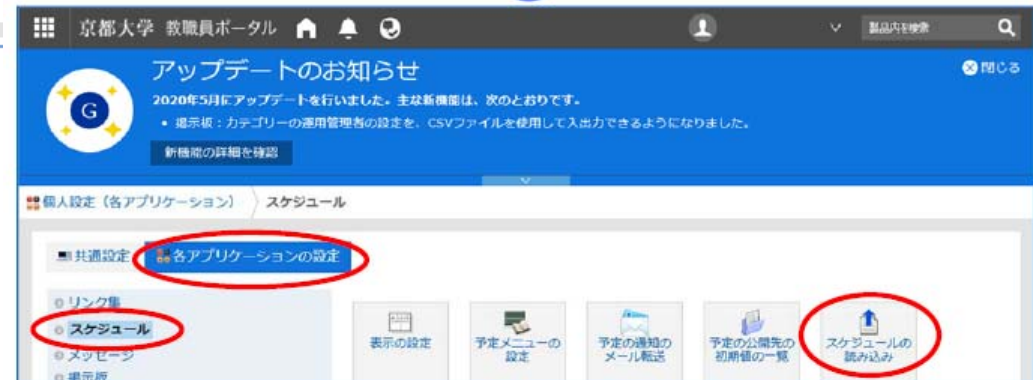 京都大学 教職員ポータル
製品内を検索
アップデートのお知らせ
閉じる
G
2020年5月にアップデートを行いました。主な新機能は、次のとおりです。
• 掲示板：カテゴリーの運用管理者の設定を、CSVファイルを使用して入出力できるようになりました。
新機能の詳細を確認
個人設定（各アプリケーション） スケジュール
共通設定 各アプリケーションの設定
リンク集
スケジュール
メッセージ
掲示板
表示の設定
予定メニューの
設定
予定の通知の
メール転送
予定の公開先の
初期値の一覧
スケジュールの
読み込み